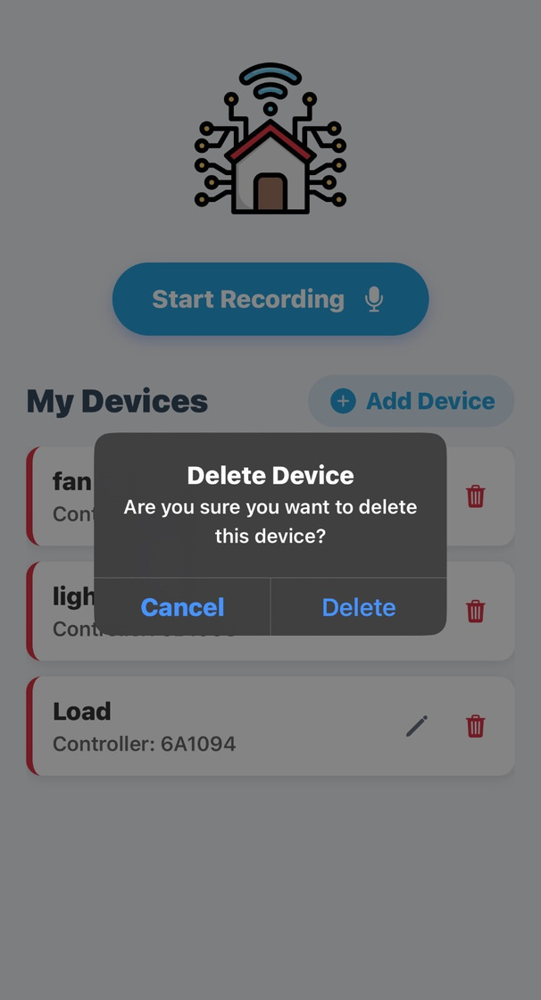 Start Recording
My Devices
Add Device
fan
Delete Device
Are you sure you want to delete
this device?
Cancel
Delete
Load
Controller: 6A1094